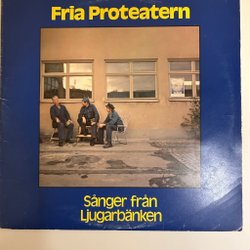 Fria Proteatern
Sånger från
Ljugarbänken